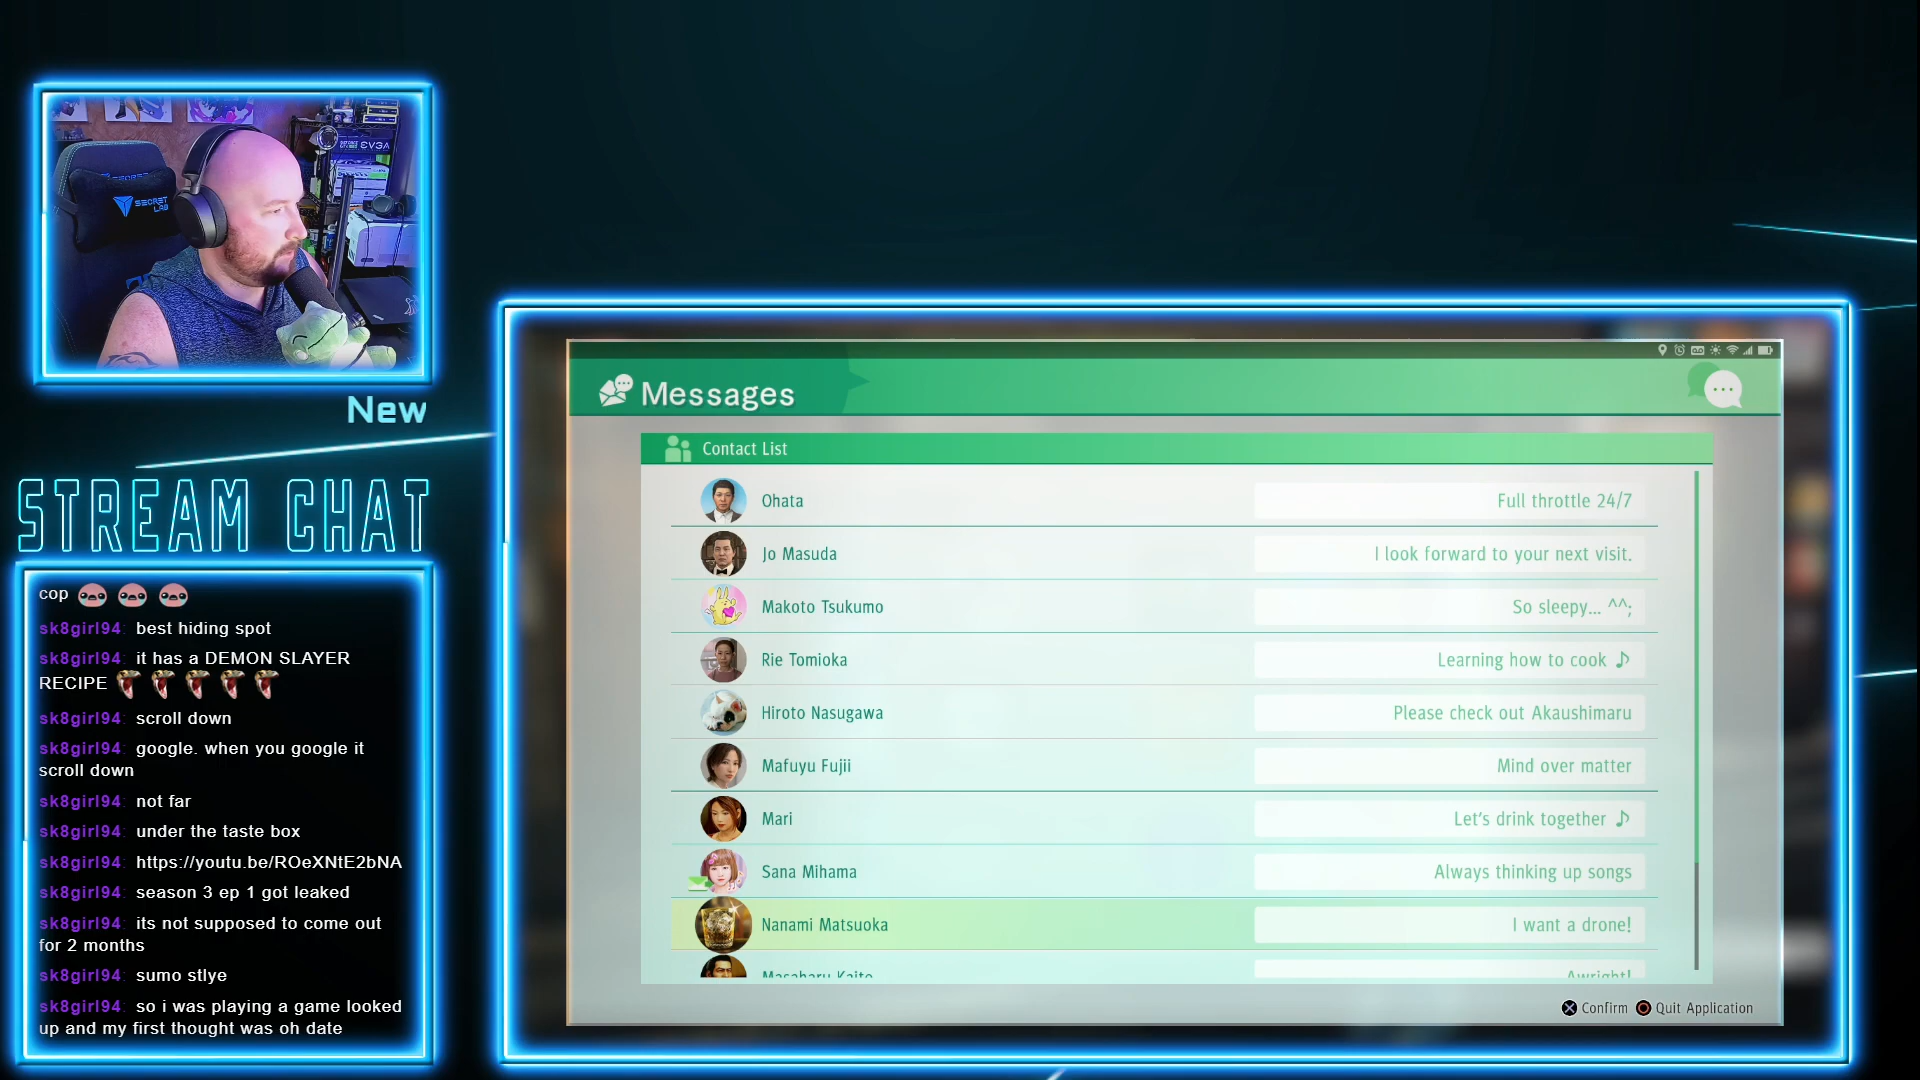 EVGA
SECRET
LAB
New
STREAM CHAT
cop
sk8girl94: best hiding spot
sk8girl94: it has a DEMON SLAYER
RECIPE
sk8girl94: scroll down
sk8girl94: google. when you google it
scroll down
sk8girl94: not far
sk8girl94: under the taste box
sk8girl94: https://youtu.be/ROeXNtE2bNA
sk8girl94: season 3 ep 1 got leaked
sk8girl94: its not supposed to come out
for 2 months
sk8girl94: sumo stlye
sk8girl94: so i was playing a game looked
up and my first thought was oh date
Messages
Contact List
Ohata Full throttle 24/7
Jo Masuda I look forward to your next visit.
Makoto Tsukumo So sleepy... ^^;
Rie Tomioka Learning how to cook ♪
Hiroto Nasugawa Please check out Akaushimaru
Mafuyu Fujii Mind over matter
Mari Let's drink together ♪
Sana Mihama Always thinking up songs
Nanami Matsuoka I want a drone!
Masaharu Kaito Awright!
Confirm Quit Application